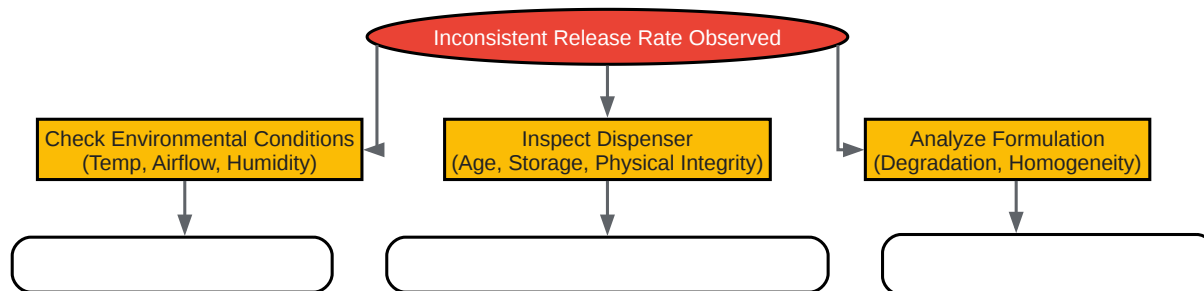 Inconsistent Release Rate Observed
Check Environmental Conditions
(Temp, Airflow, Humidity)
Inspect Dispenser
(Age, Storage, Physical Integrity)
Analyze Formulation
(Degradation, Homogeneity)